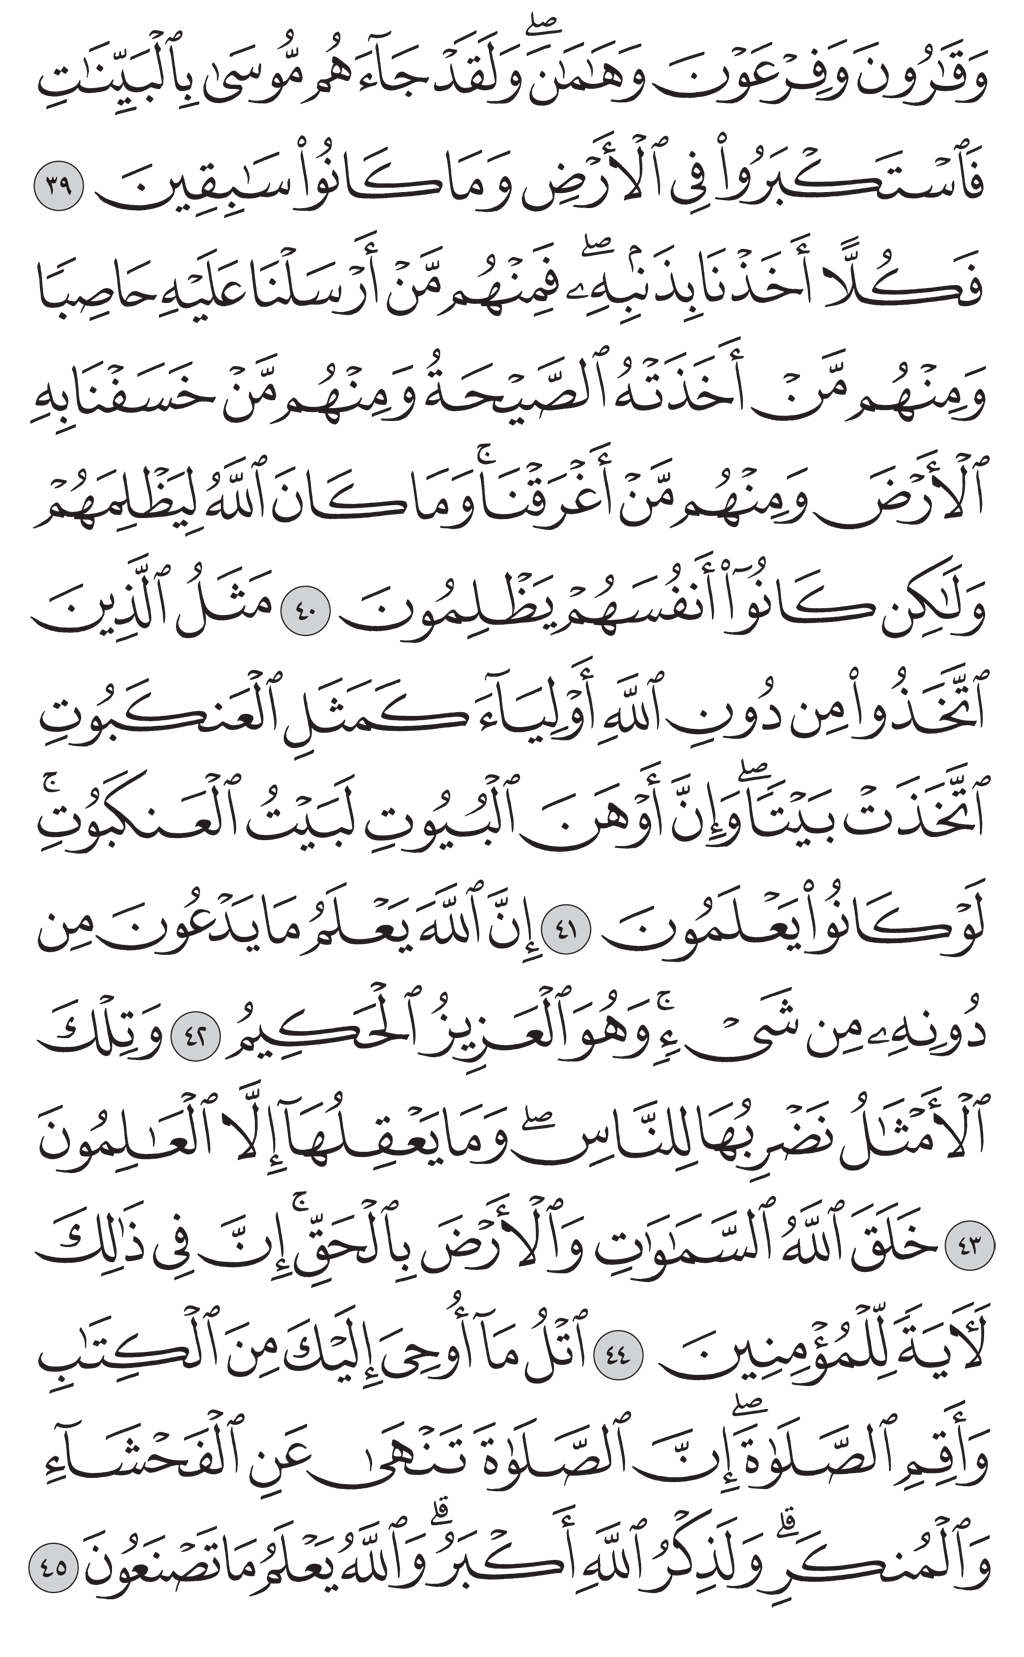 وَقَٰرُونَ وَفِرۡعَوۡنَ وَهَٰمَٰنَۖ وَلَقَدۡ جَآءَهُم مُّوسَىٰ بِٱلۡبَيِّنَٰتِ
فَٱسۡتَكۡبَرُواْ فِي ٱلۡأَرۡضِ وَمَا كَانُواْ سَٰبِقِينَ ٣٩
فَكُلًّا أَخَذۡنَا بِذَنۢبِهِۦۖ فَمِنۡهُم مَّنۡ أَرۡسَلۡنَا عَلَيۡهِ حَاصِبٗا
وَمِنۡهُم مَّنۡ أَخَذَتۡهُ ٱلصَّيۡحَةُ وَمِنۡهُم مَّنۡ خَسَفۡنَا بِهِ
ٱلۡأَرۡضَ وَمِنۡهُم مَّنۡ أَغۡرَقۡنَاۚ وَمَا كَانَ ٱللَّهُ لِيَظۡلِمَهُمۡ
وَلَٰكِن كَانُوٓاْ أَنفُسَهُمۡ يَظۡلِمُونَ ٤٠ مَثَلُ ٱلَّذِينَ
ٱتَّخَذُواْ مِن دُونِ ٱللَّهِ أَوۡلِيَآءَ كَمَثَلِ ٱلۡعَنكَبُوتِ
ٱتَّخَذَتۡ بَيۡتٗاۖ وَإِنَّ أَوۡهَنَ ٱلۡبُيُوتِ لَبَيۡتُ ٱلۡعَنكَبُوتِۚ
لَوۡ كَانُواْ يَعۡلَمُونَ ٤١ إِنَّ ٱللَّهَ يَعۡلَمُ مَا يَدۡعُونَ مِن
دُونِهِۦ مِن شَيۡءٖۚ وَهُوَ ٱلۡعَزِيزُ ٱلۡحَكِيمُ ٤٢ وَتِلۡكَ
ٱلۡأَمۡثَٰلُ نَضۡرِبُهَا لِلنَّاسِۖ وَمَا يَعۡقِلُهَآ إِلَّا ٱلۡعَٰلِمُونَ
٤٣ خَلَقَ ٱللَّهُ ٱلسَّمَٰوَٰتِ وَٱلۡأَرۡضَ بِٱلۡحَقِّۚ إِنَّ فِي ذَٰلِكَ
لَأٓيَةٗ لِّلۡمُؤۡمِنِينَ ٤٤ ٱتۡلُ مَآ أُوحِيَ إِلَيۡكَ مِنَ ٱلۡكِتَٰبِ
وَأَقِمِ ٱلصَّلَوٰةَۖ إِنَّ ٱلصَّلَوٰةَ تَنۡهَىٰ عَنِ ٱلۡفَحۡشَآءِ
وَٱلۡمُنكَرِۗ وَلَذِكۡرُ ٱللَّهِ أَكۡبَرُۗ وَٱللَّهُ يَعۡلَمُ مَا تَصۡنَعُونَ ٤٥